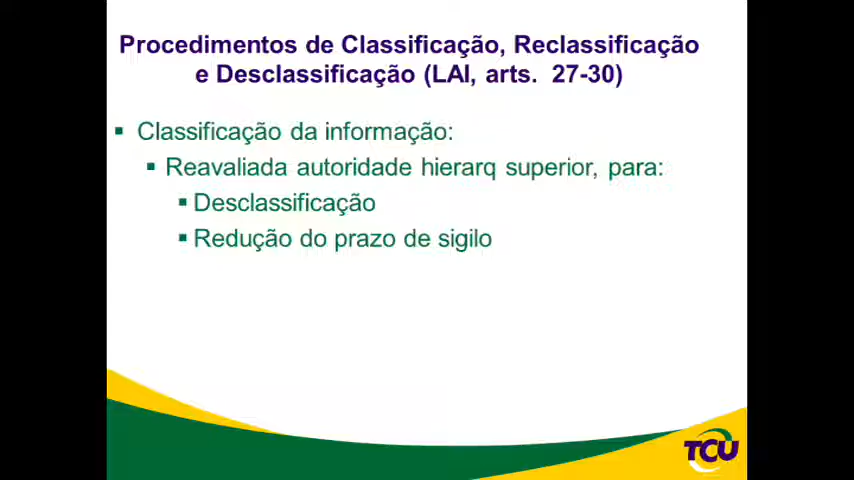 Procedimentos de Classificação, Reclassificação
e Desclassificação (LAI, arts. 27-30)
Classificação da informação:
Reavaliada autoridade hierarq superior, para:
Desclassificação
Redução do prazo de sigilo
TCU